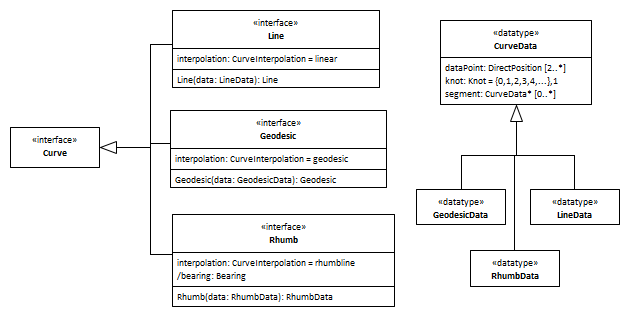 «interface»
Line
interpolation: CurveInterpolation = linear
Line(data: LineData): Line
«interface»
Geodesic
interpolation: CurveInterpolation = geodesic
Geodesic(data: GeodesicData): Geodesic
«interface»
Curve
«interface»
Rhumb
interpolation: CurveInterpolation = rhumbline
/bearing: Bearing
Rhumb(data: RhumbData): RhumbData
«datatype»
CurveData
dataPoint: DirectPosition [2..*]
knot: Knot = {0,1,2,3,4,...},1
segment: CurveData* [0..*]
«datatype»
GeodesicData
«datatype»
LineData
«datatype»
RhumbData